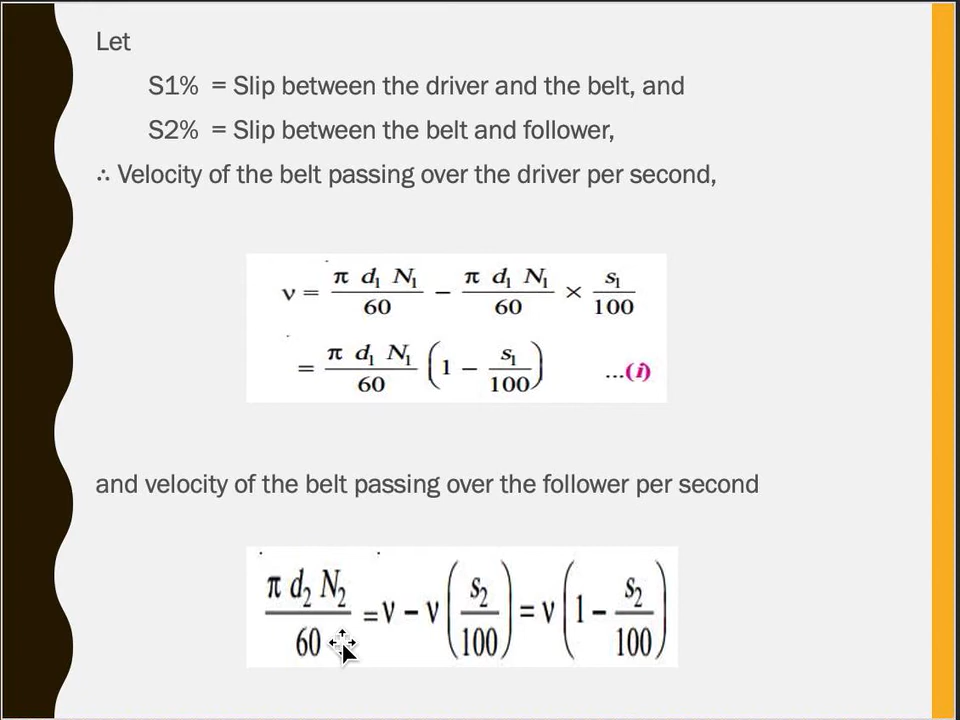 Let
S1% = Slip between the driver and the belt, and
S2% = Slip between the belt and follower,
∴ Velocity of the belt passing over the driver per second,
v = π d₁ N₁ / 60 − π d₁ N₁ / 60 × s₁ / 100
= π d₁ N₁ / 60 (1 − s₁ / 100) ...(i)
and velocity of the belt passing over the follower per second
π d₂ N₂ / 60 = v − v (s₂ / 100) = v (1 − s₂ / 100)